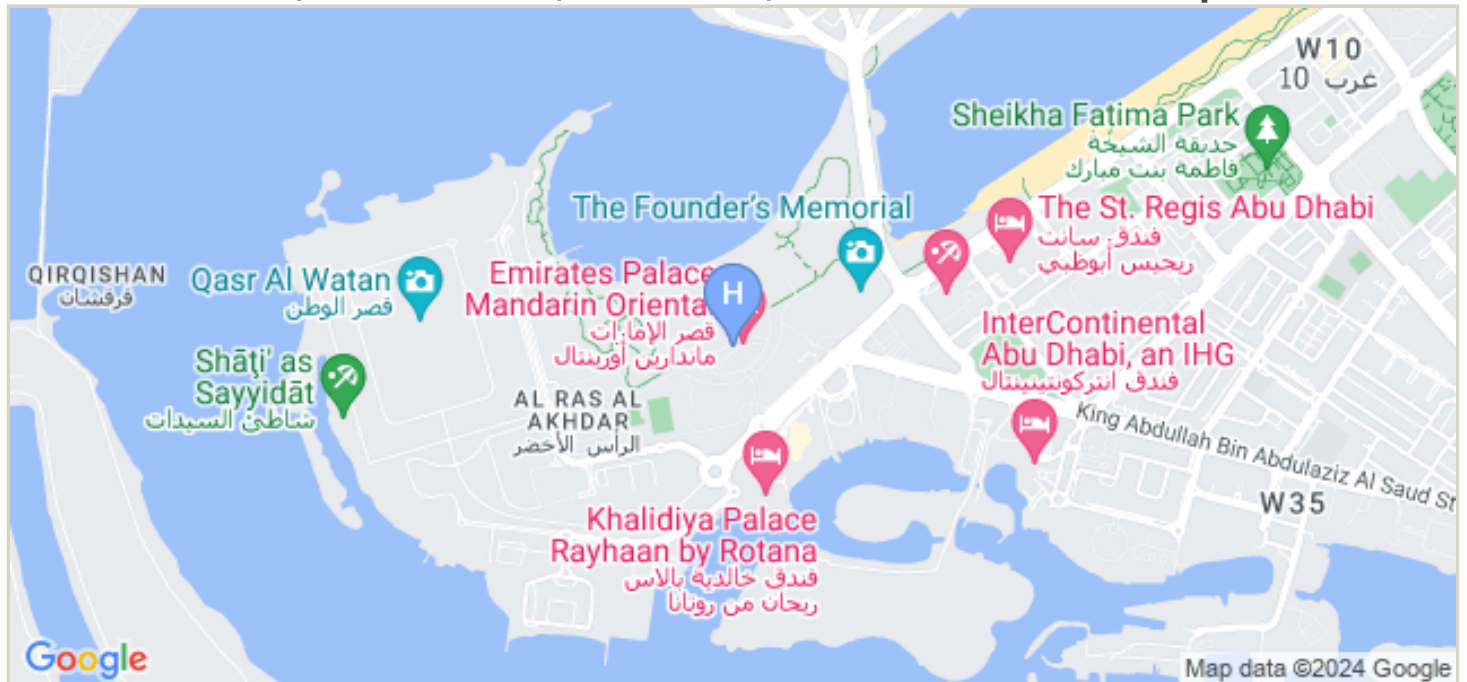 W10
غرب 10
Sheikha Fatima Park
حديقة الشيخة
فاطمة بنت مبارك
The Founder's Memorial
The St. Regis Abu Dhabi
فندق سانت
ريجيس أبوظبي
QIRQISHAN
قرقشان
Qasr Al Watan
قصر الوطن
Emirates Palace
Mandarin Oriental
قصر الإمارات
ماندارين أورينتال
H
InterContinental
Abu Dhabi, an IHG
فندق انتركونتيننتال
Shāţi' as
Sayyidāt
شاطئ السيدات
AL RAS AL
AKHDAR
الرأس الأخضر
King Abdullah Bin Abdulaziz Al Saud St
W35
Khalidiya Palace
Rayhaan by Rotana
فندق خالدية بالاس
ريحان من روتانا
Google
Map data ©2024 Google